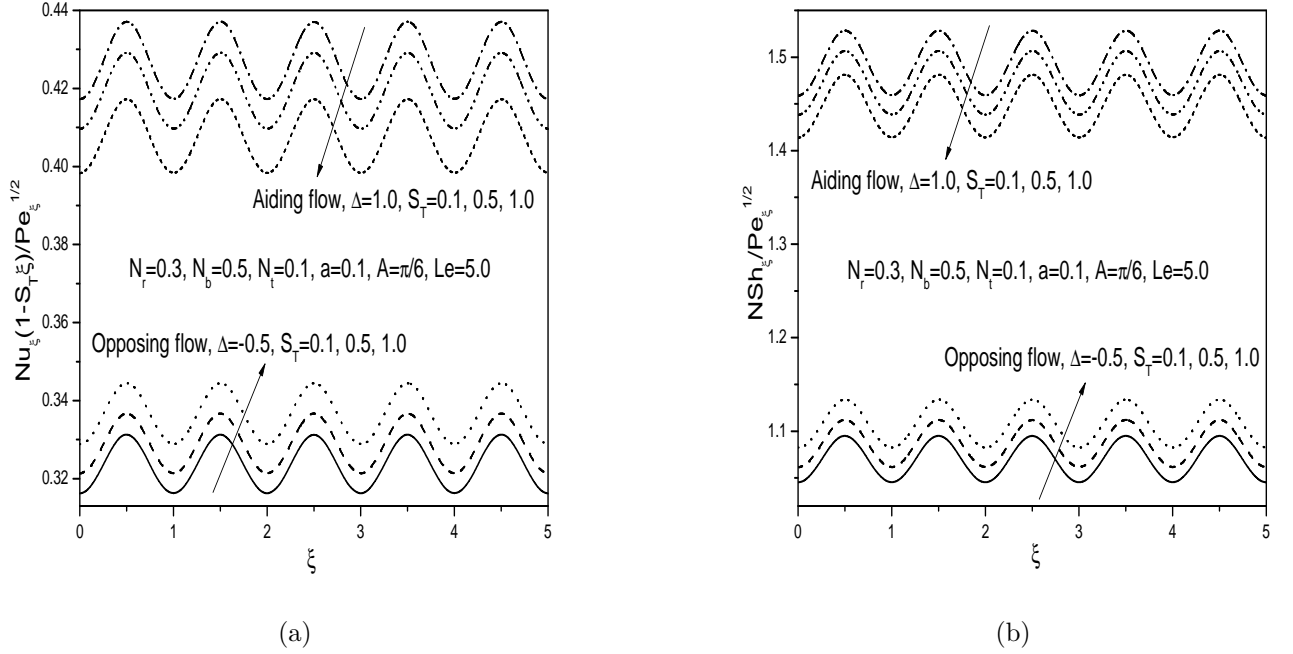 0.44
0.42
0.40
0.38
0.36
0.34
0.32
0 1 2 3 4 5
ξ
Nu_ξ(1-S_Tξ)/Pe_ξ^1/2
Aiding flow, Δ=1.0, S_T=0.1, 0.5, 1.0
N_r=0.3, N_b=0.5, N_t=0.1, a=0.1, A=π/6, Le=5.0
Opposing flow, Δ=-0.5, S_T=0.1, 0.5, 1.0
(a)
1.5
1.4
1.3
1.2
1.1
0 1 2 3 4 5
ξ
NSh_ξ/Pe_ξ^1/2
Aiding flow, Δ=1.0, S_T=0.1, 0.5, 1.0
N_r=0.3, N_b=0.5, N_t=0.1, a=0.1, A=π/6, Le=5.0
Opposing flow, Δ=-0.5, S_T=0.1, 0.5, 1.0
(b)